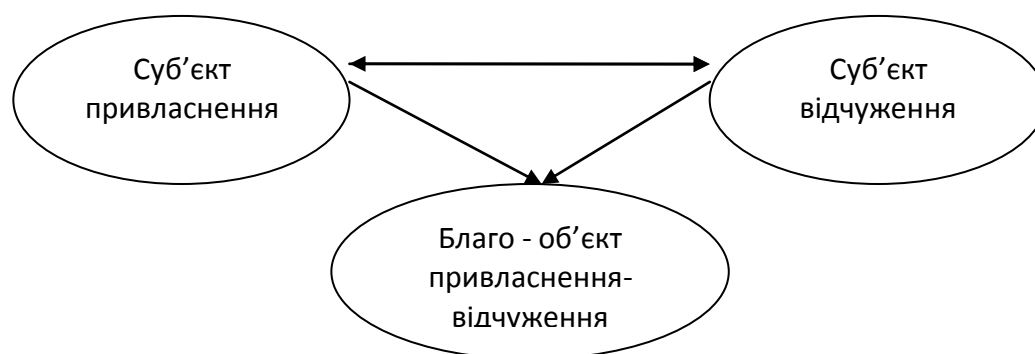 Суб’єкт
привласнення
Суб’єкт
відчуження
Благо - об’єкт
привласнення-
відчуження